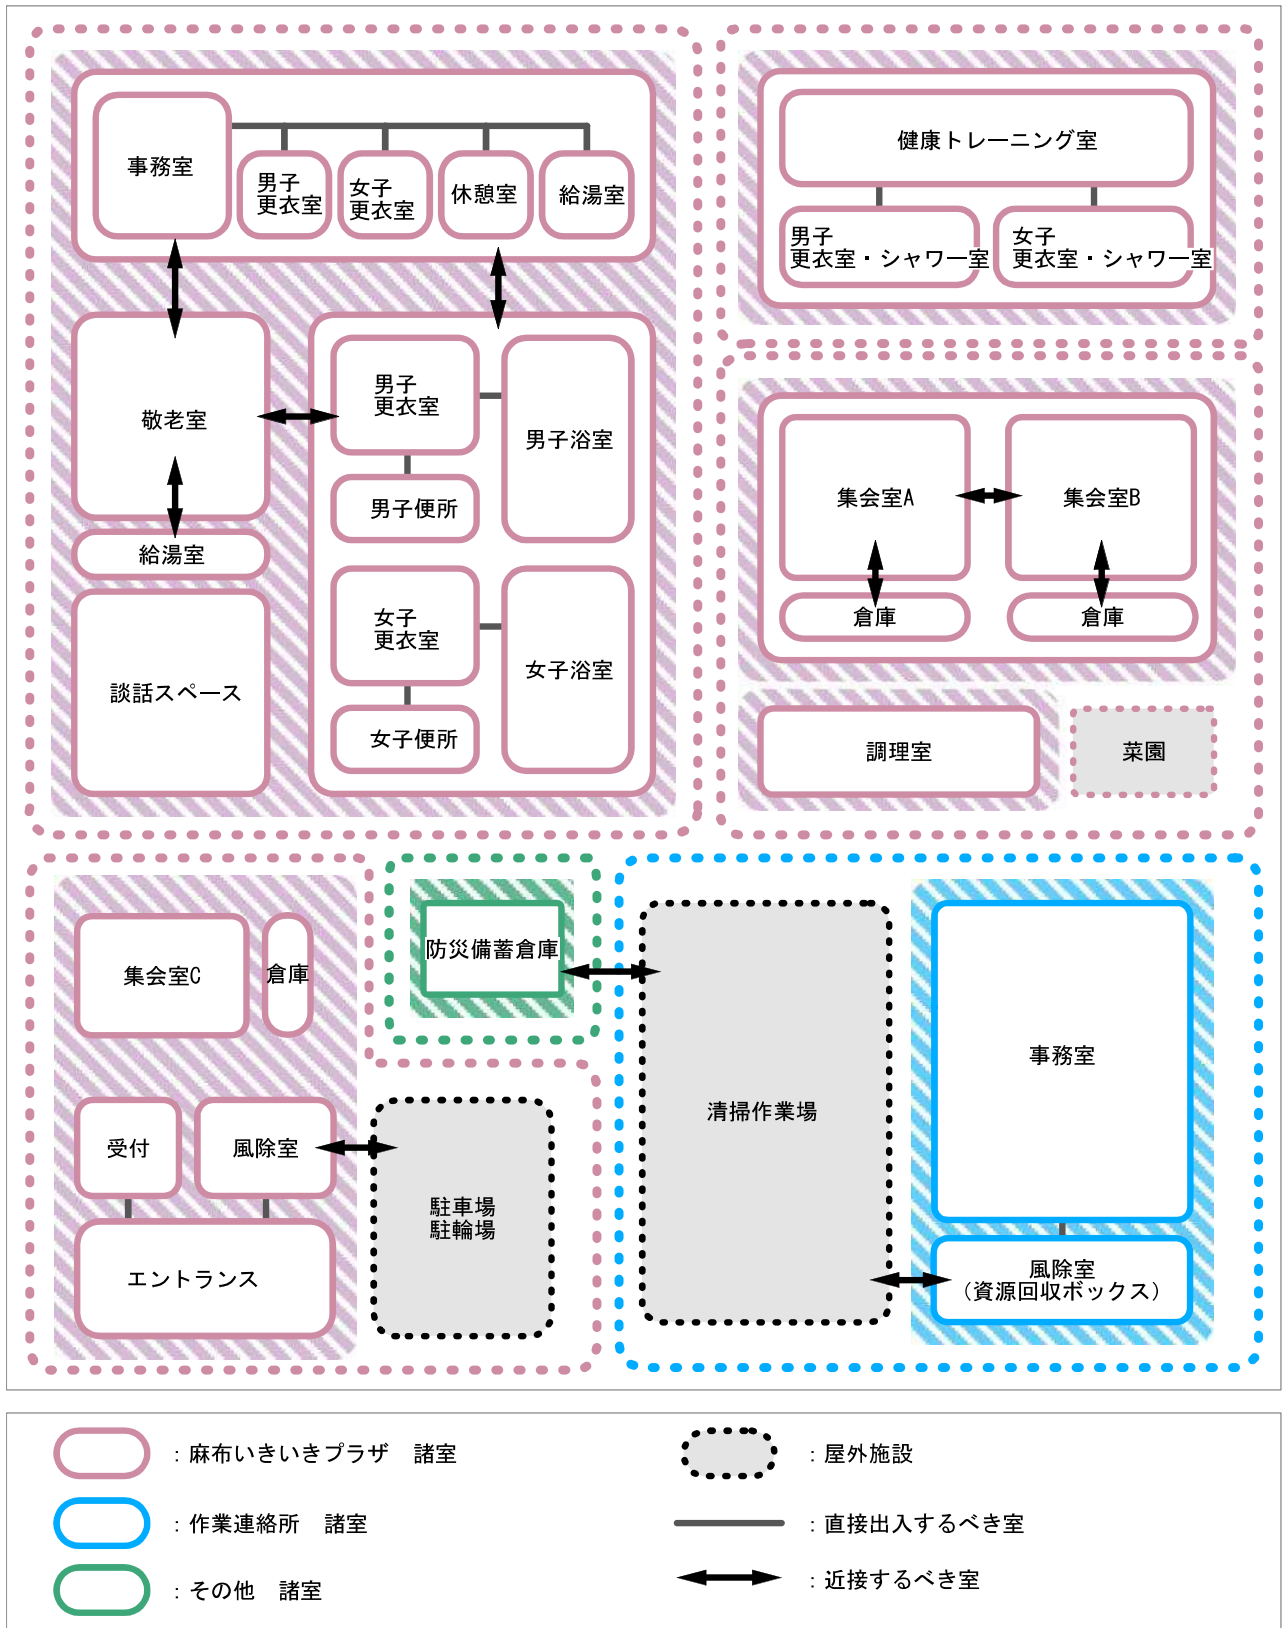 事務室
男子
更衣室
女子
更衣室
休憩室
給湯室
敬老室
給湯室
談話スペース
男子
更衣室
男子浴室
男子便所
女子
更衣室
女子浴室
女子便所
健康トレーニング室
男子
更衣室・シャワー室
女子
更衣室・シャワー室
集会室A
集会室B
倉庫
倉庫
調理室
菜園
集会室C
倉庫
受付
風除室
エントランス
駐車場
駐輪場
防災備蓄倉庫
清掃作業場
事務室
風除室
（資源回収ボックス）
：麻布いきいきプラザ　諸室
：作業連絡所　諸室
：その他　諸室
：屋外施設
：直接出入するべき室
：近接するべき室